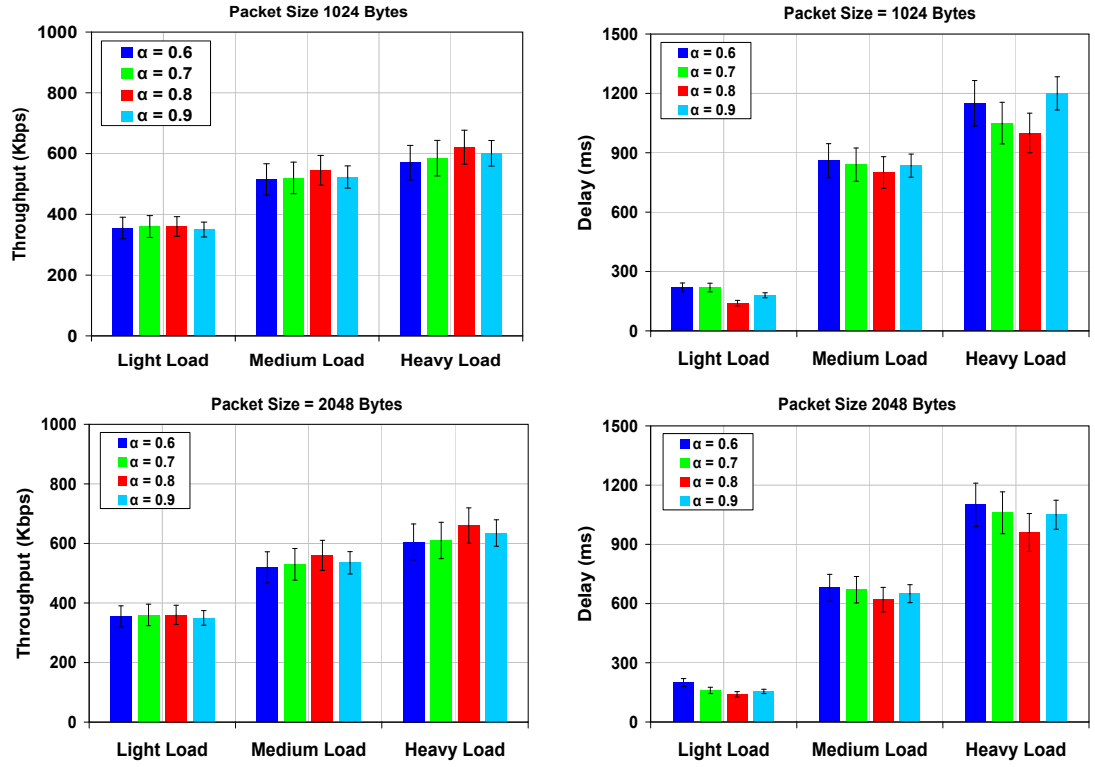 Packet Size 1024 Bytes
Throughput (Kbps)
1000
800
600
400
200
0
α = 0.6
α = 0.7
α = 0.8
α = 0.9
Light Load
Medium Load
Heavy Load
Packet Size = 1024 Bytes
Delay (ms)
1500
1200
900
600
300
0
α = 0.6
α = 0.7
α = 0.8
α = 0.9
Light Load
Medium Load
Heavy Load
Packet Size = 2048 Bytes
Throughput (Kbps)
1000
800
600
400
200
0
α = 0.6
α = 0.7
α = 0.8
α = 0.9
Light Load
Medium Load
Heavy Load
Packet Size 2048 Bytes
Delay (ms)
1500
1200
900
600
300
0
α = 0.6
α = 0.7
α = 0.8
α = 0.9
Light Load
Medium Load
Heavy Load